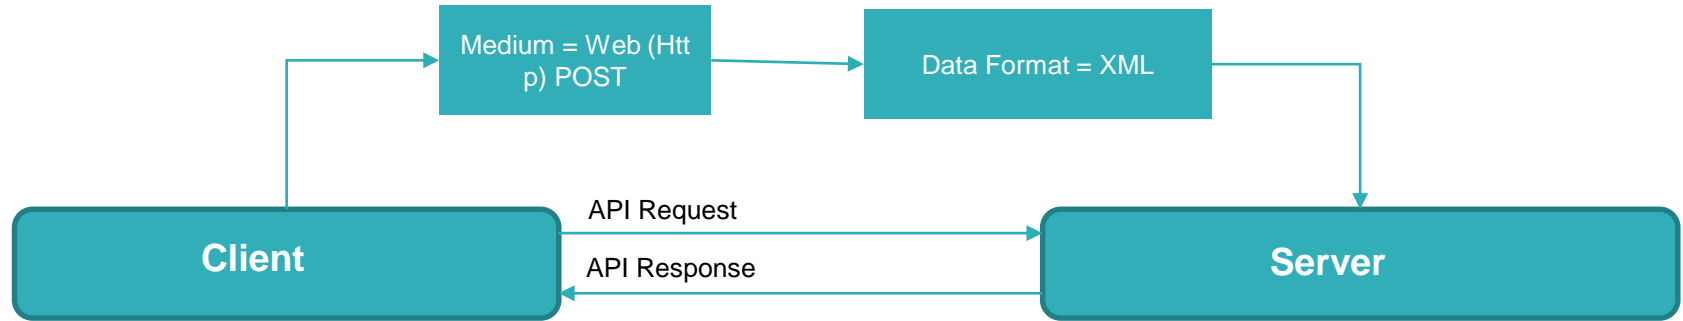 Medium = Web (Htt
p) POST
Data Format = XML
API Request
Client
Server
API Response